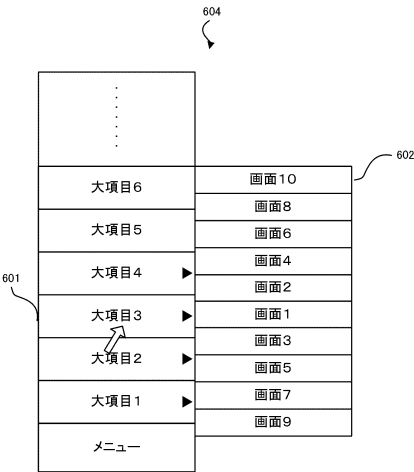 604
602
601
大項目6
大項目5
大項目4
大項目3
大項目2
大項目1
メニュー
画面10
画面8
画面6
画面4
画面2
画面1
画面3
画面5
画面7
画面9